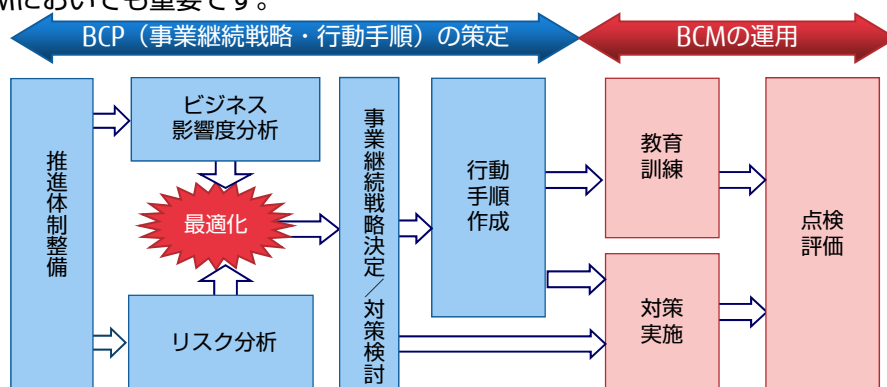 Mにおいても重要です。
BCP（事業継続戦略・行動手順）の策定
BCMの運用
推進体制整備
ビジネス
影響度分析
最適化
リスク分析
事業継続戦略決定／対策検討
行動
手順
作成
教育
訓練
対策
実施
点検
評価